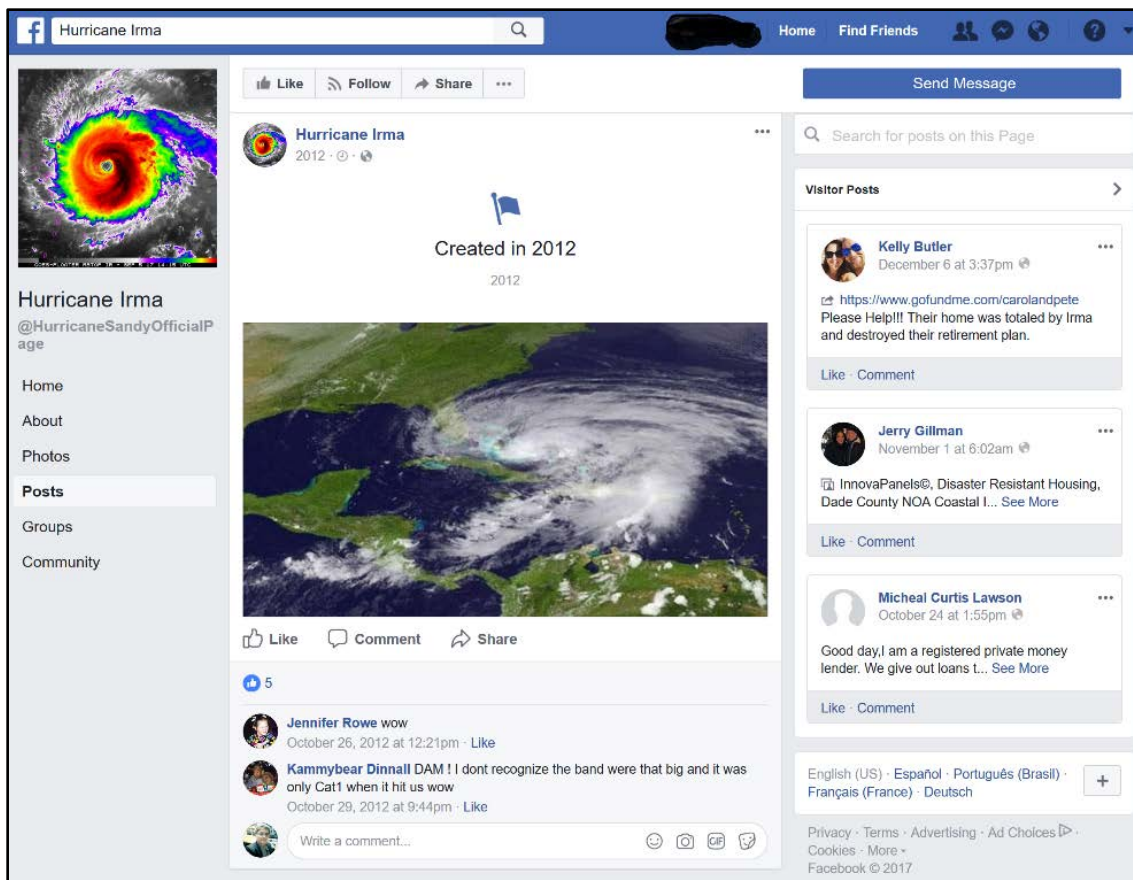 f
Hurricane Irma
Home
Find Friends
?
Hurricane Irma
@HurricaneSandyOfficialP
age
Home
About
Photos
Posts
Groups
Community
Like
Follow
Share
...
Hurricane Irma
2012 ·
...
Created in 2012
2012
Like
Comment
Share
5
Jennifer Rowe wow
October 26, 2012 at 12:21pm · Like
Kammybear Dinnall DAM ! I dont recognize the band were that big and it was
only Cat1 when it hit us wow
October 29, 2012 at 9:44pm · Like
Write a comment...
GIF
Send Message
Search for posts on this Page
Visitor Posts
Kelly Butler
December 6 at 3:37pm
...
https://www.gofundme.com/carolandpete
Please Help!!! Their home was totaled by Irma
and destroyed their retirement plan.
Like · Comment
Jerry Gillman
November 1 at 6:02am
...
InnovaPanels©, Disaster Resistant Housing,
Dade County NOA Coastal I... See More
Like · Comment
Micheal Curtis Lawson
October 24 at 1:55pm
...
Good day,I am a registered private money
lender. We give out loans t... See More
Like · Comment
English (US) · Español · Português (Brasil) ·
Français (France) · Deutsch
+
Privacy · Terms · Advertising · Ad Choices ·
Cookies · More
Facebook © 2017